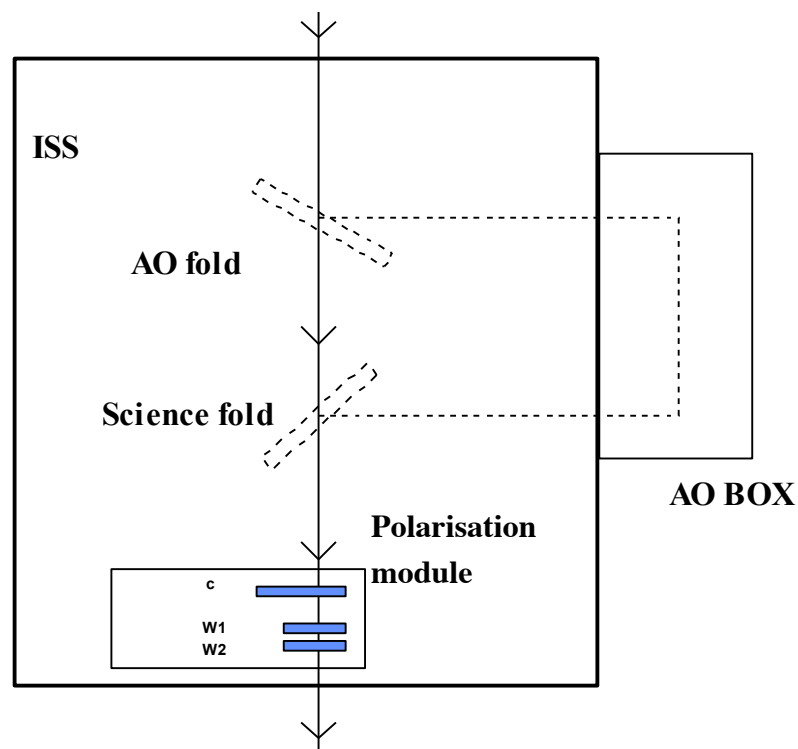 ISS
AO fold
Science fold
AO BOX
Polarisation
module
c
W1
W2